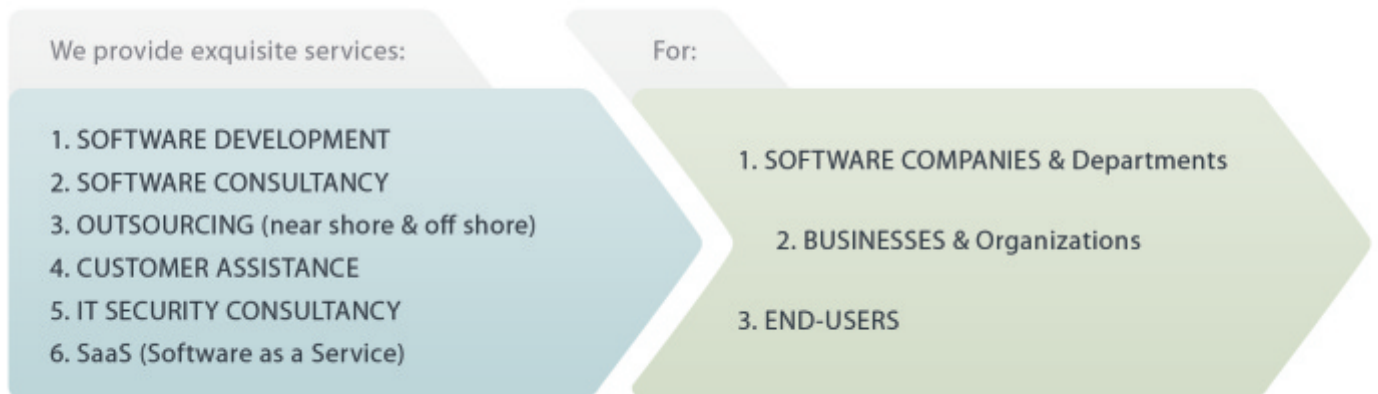 We provide exquisite services:
1. SOFTWARE DEVELOPMENT
2. SOFTWARE CONSULTANCY
3. OUTSOURCING (near shore & off shore)
4. CUSTOMER ASSISTANCE
5. IT SECURITY CONSULTANCY
6. SaaS (Software as a Service)
For:
1. SOFTWARE COMPANIES & Departments
2. BUSINESSES & Organizations
3. END-USERS